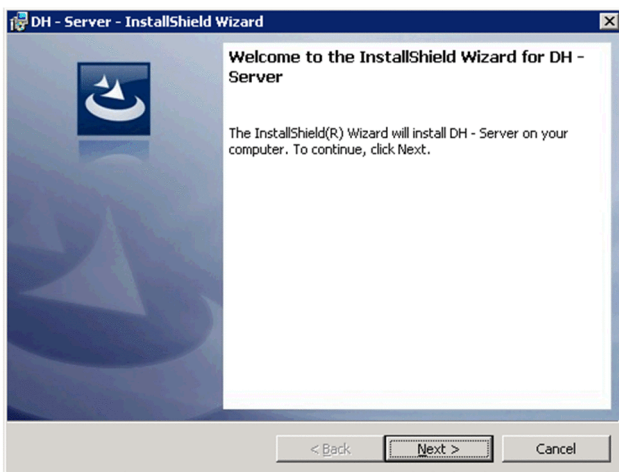 DH - Server - InstallShield Wizard
Welcome to the InstallShield Wizard for DH -
Server
The InstallShield(R) Wizard will install DH - Server on your
computer. To continue, click Next.
< Back
Next >
Cancel